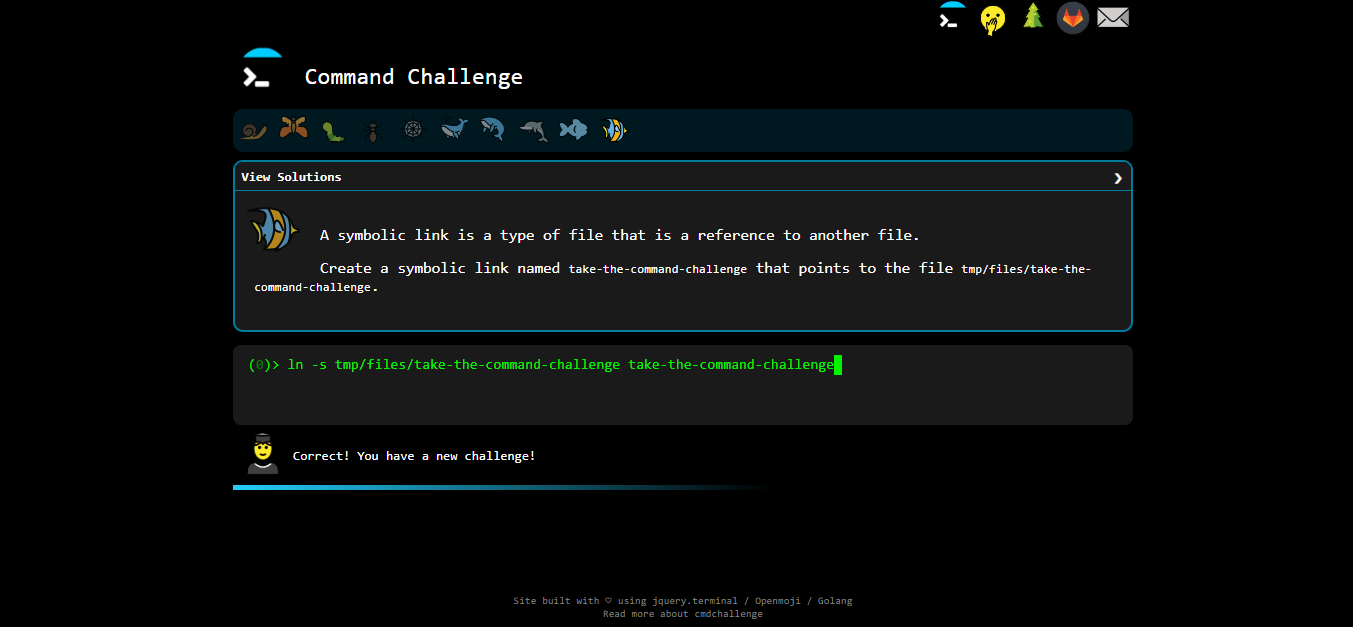 Command Challenge
View Solutions
A symbolic link is a type of file that is a reference to another file.
Create a symbolic link named take-the-command-challenge that points to the file tmp/files/take-the-
command-challenge.
(0)> ln -s tmp/files/take-the-command-challenge take-the-command-challenge
Correct! You have a new challenge!
Site built with ♡ using jquery.terminal / Openmoji / Golang
Read more about cmdchallenge